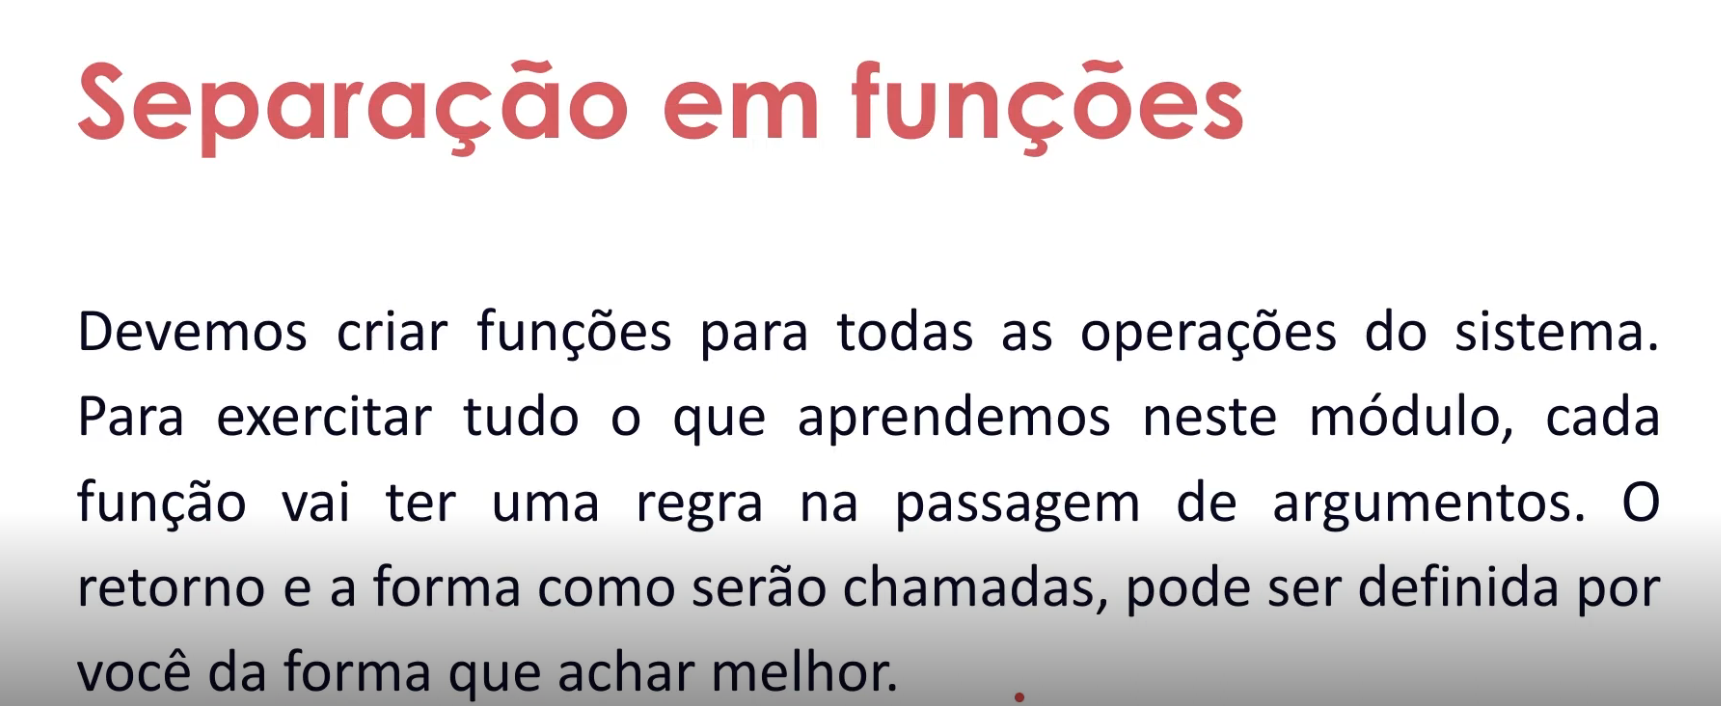 Separação em funções
Devemos criar funções para todas as operações do sistema.
Para exercitar tudo o que aprendemos neste módulo, cada
função vai ter uma regra na passagem de argumentos. O
retorno e a forma como serão chamadas, pode ser definida por
você da forma que achar melhor.